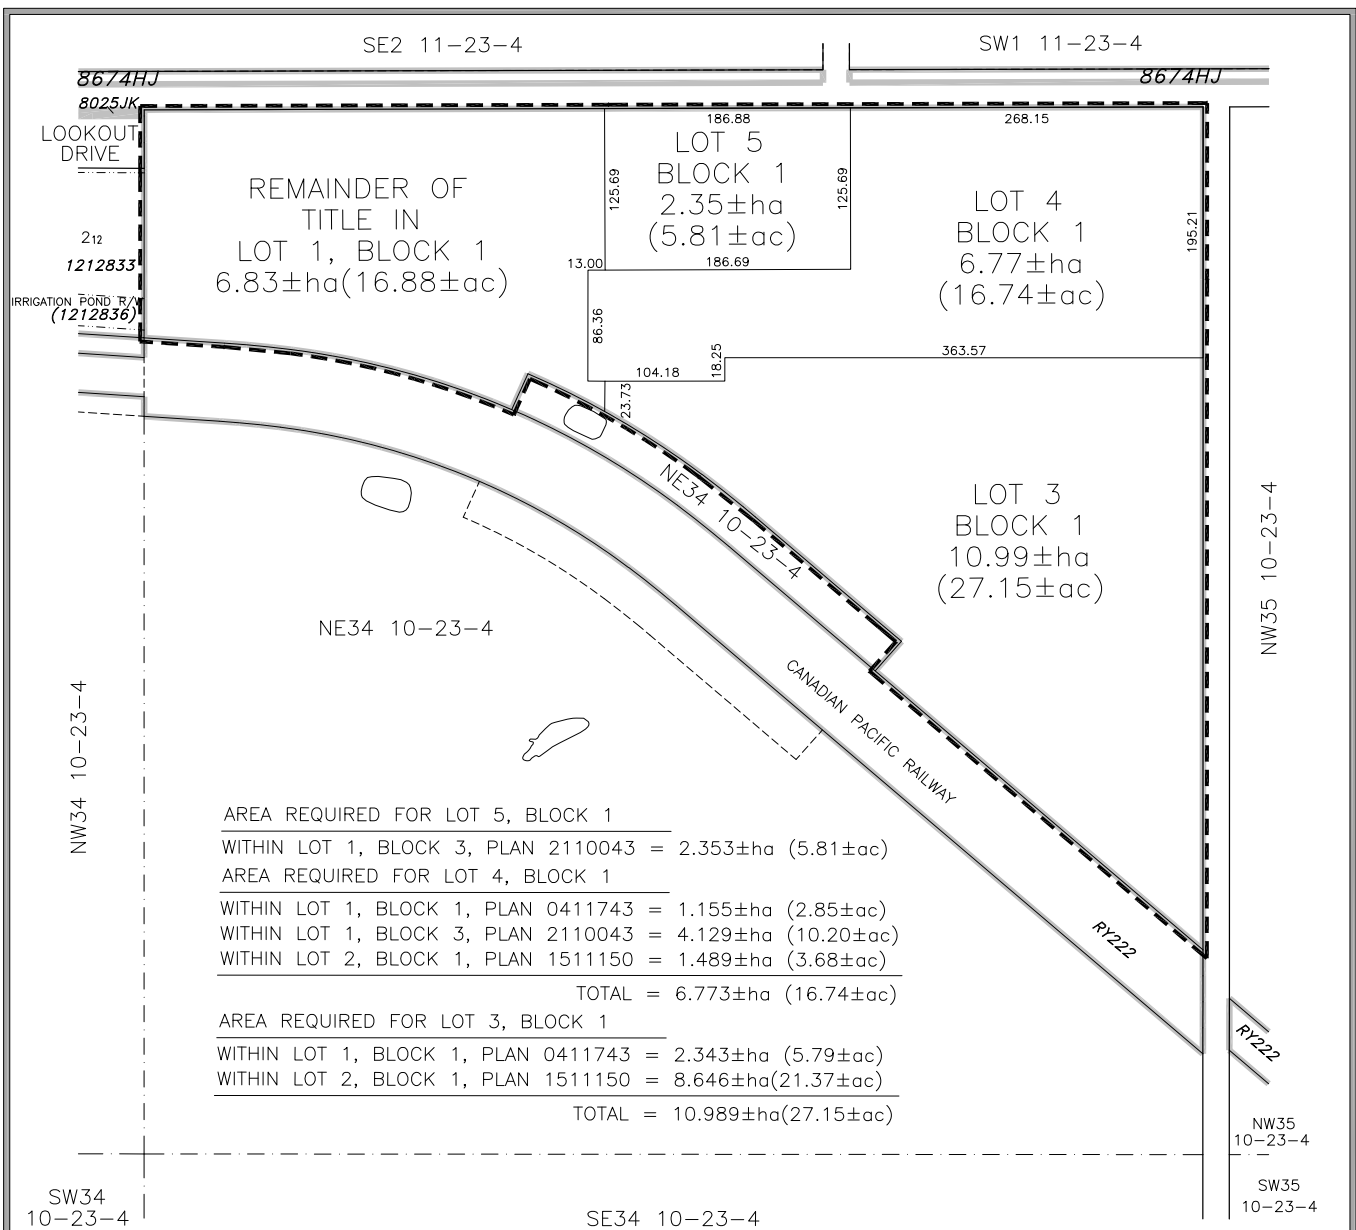 SE2 11-23-4
SW1 11-23-4
8674HJ
8674HJ
8025JK
LOOKOUT
DRIVE
186.88
268.15
LOT 5
BLOCK 1
2.35±ha
(5.81±ac)
125.69
125.69
186.69
REMAINDER OF
TITLE IN
LOT 1, BLOCK 1
6.83±ha(16.88±ac)
LOT 4
BLOCK 1
6.77±ha
(16.74±ac)
195.21
2₁₂
1212833
IRRIGATION POND R/W
(1212836)
13.00
86.36
104.18
18.25
363.57
23.73
NE34 10-23-4
LOT 3
BLOCK 1
10.99±ha
(27.15±ac)
NW35 10-23-4
NE34 10-23-4
NW34 10-23-4
CANADIAN PACIFIC RAILWAY
RY222
RY222
AREA REQUIRED FOR LOT 5, BLOCK 1
WITHIN LOT 1, BLOCK 3, PLAN 2110043 = 2.353±ha (5.81±ac)
AREA REQUIRED FOR LOT 4, BLOCK 1
WITHIN LOT 1, BLOCK 1, PLAN 0411743 = 1.155±ha (2.85±ac)
WITHIN LOT 1, BLOCK 3, PLAN 2110043 = 4.129±ha (10.20±ac)
WITHIN LOT 2, BLOCK 1, PLAN 1511150 = 1.489±ha (3.68±ac)
TOTAL = 6.773±ha (16.74±ac)
AREA REQUIRED FOR LOT 3, BLOCK 1
WITHIN LOT 1, BLOCK 1, PLAN 0411743 = 2.343±ha (5.79±ac)
WITHIN LOT 2, BLOCK 1, PLAN 1511150 = 8.646±ha(21.37±ac)
TOTAL = 10.989±ha(27.15±ac)
NW35
10-23-4
SW34
10-23-4
SE34 10-23-4
SW35
10-23-4